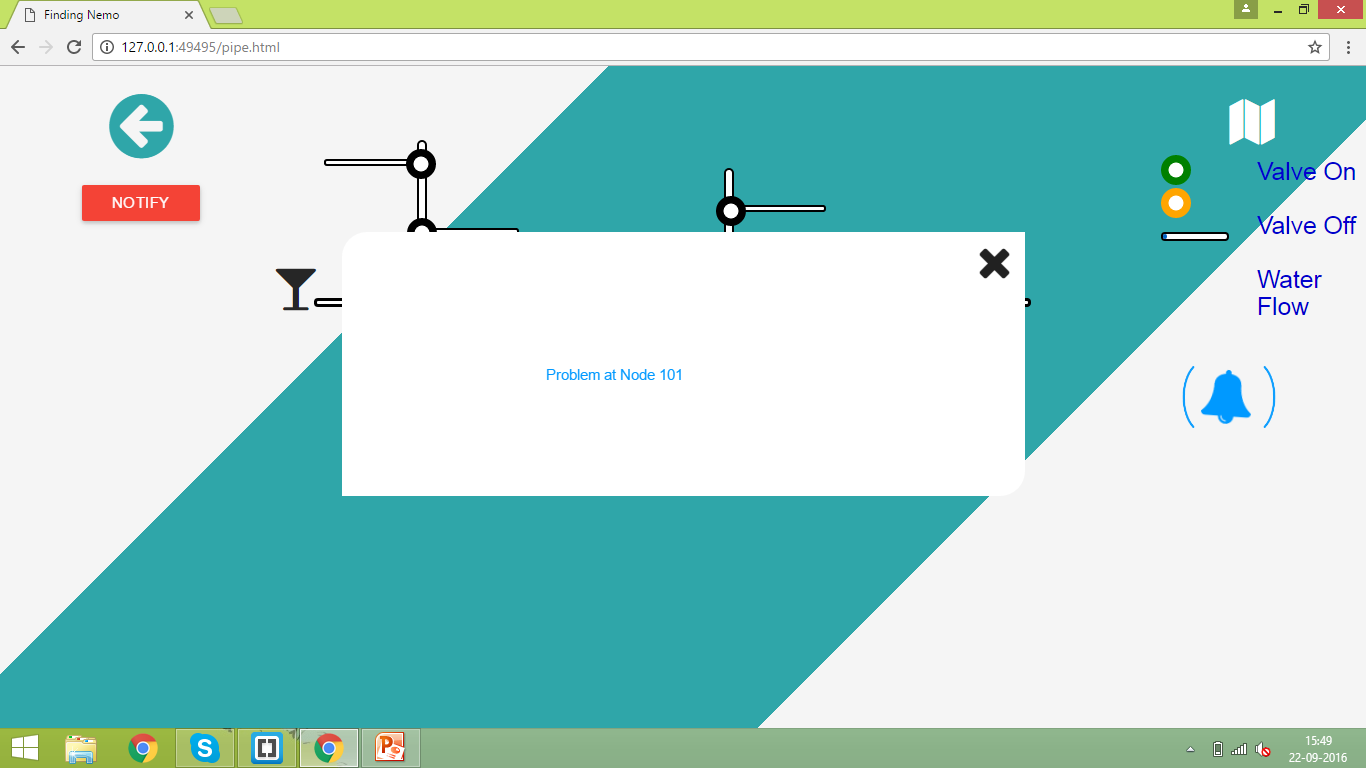 Finding Nemo
127.0.0.1:49495/pipe.html
NOTIFY
Valve On
Valve Off
Water
Flow
Problem at Node 101
15:49
22-09-2016